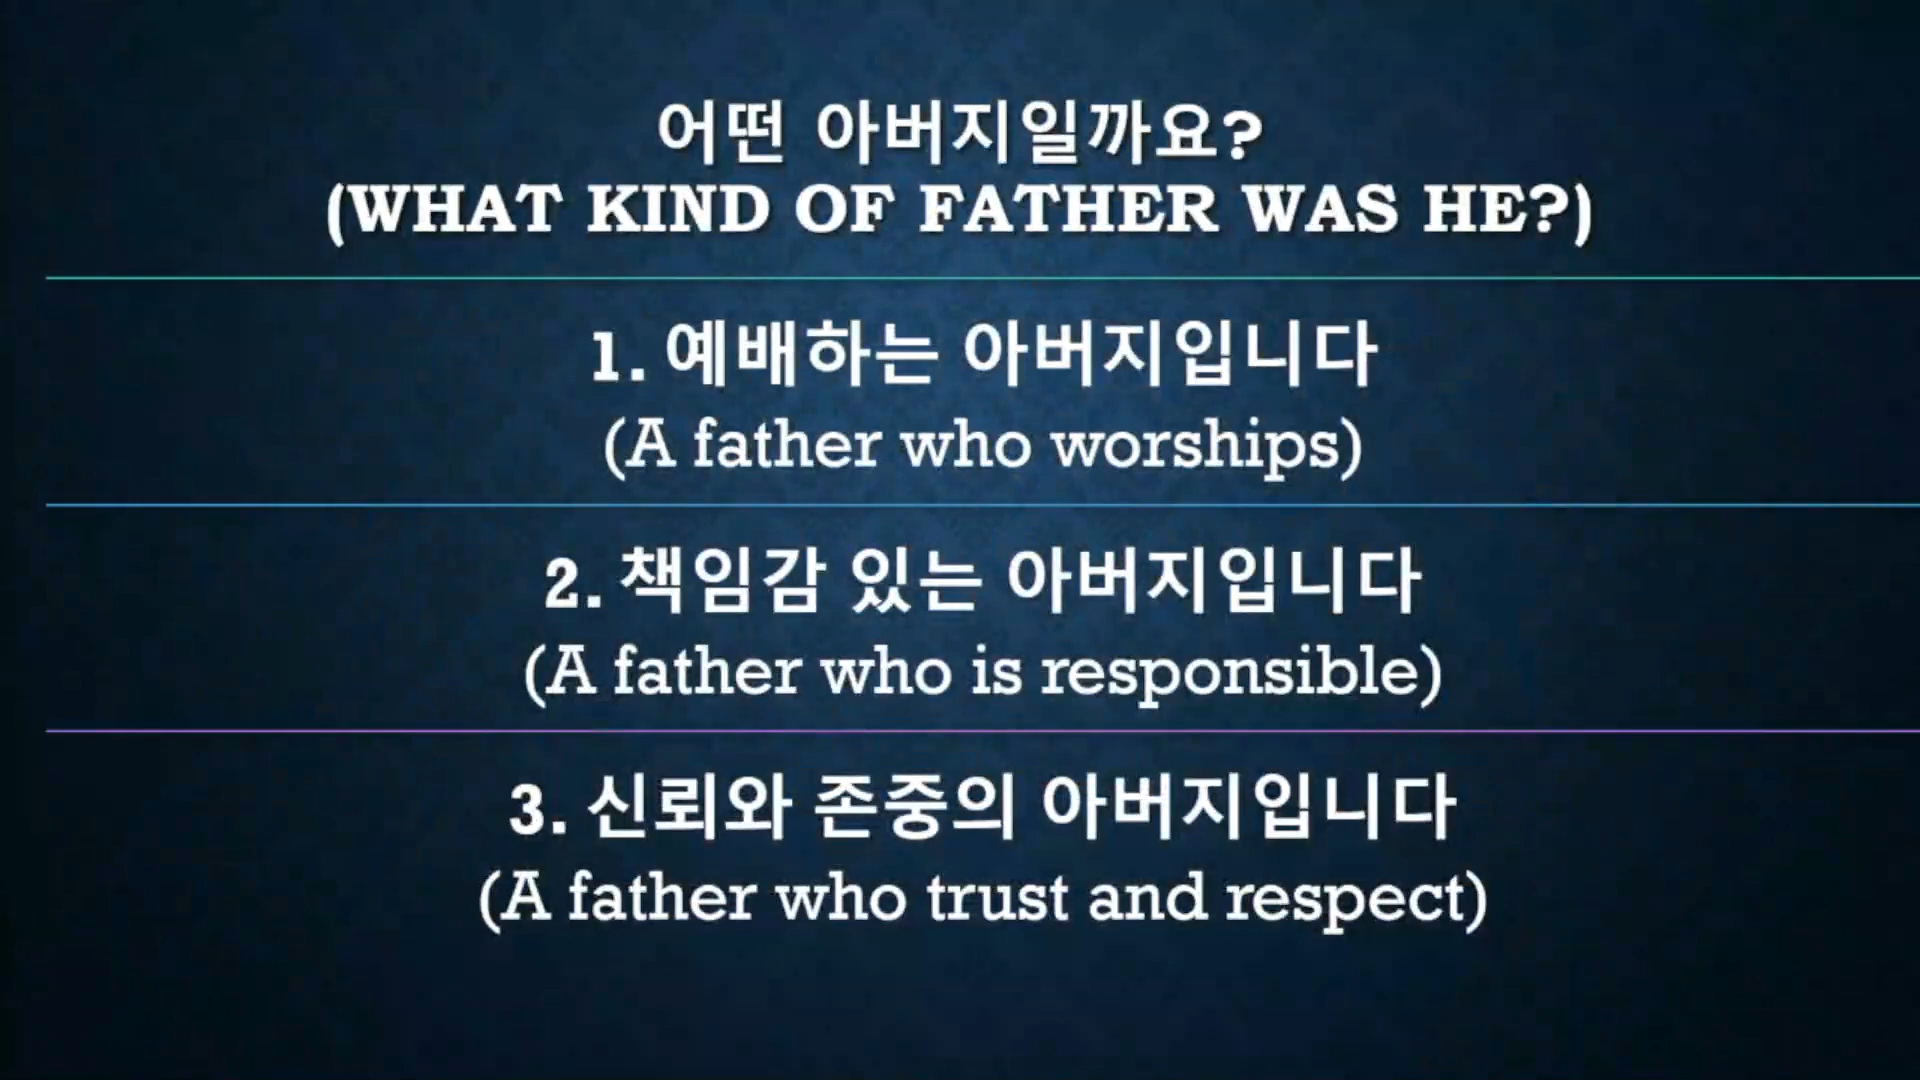 어떤 아버지일까요?
(WHAT KIND OF FATHER WAS HE?)
1. 예배하는 아버지입니다
(A father who worships)
2. 책임감 있는 아버지입니다
(A father who is responsible)
3. 신뢰와 존중의 아버지입니다
(A father who trust and respect)